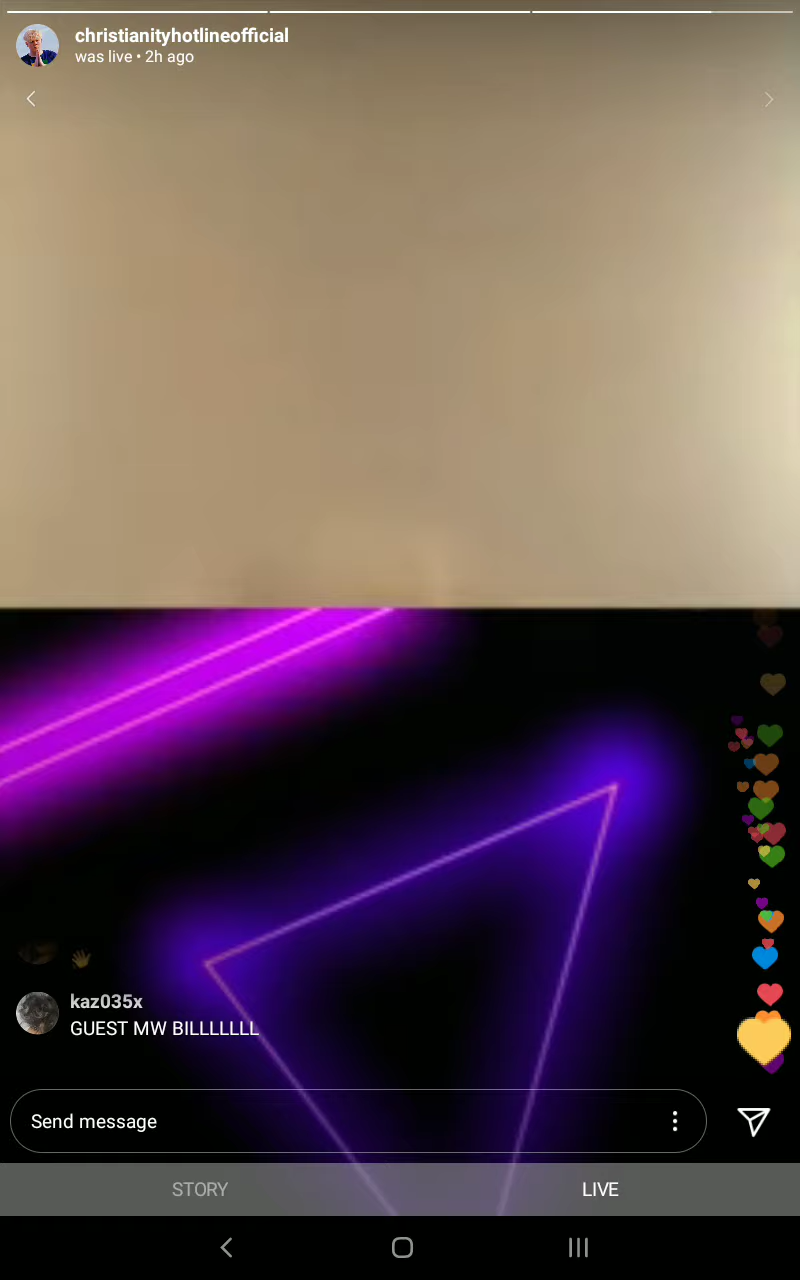 christianityhotlineofficial
was live • 2h ago
kaz035x
GUEST MW BILLLLLLL
Send message
STORY
LIVE